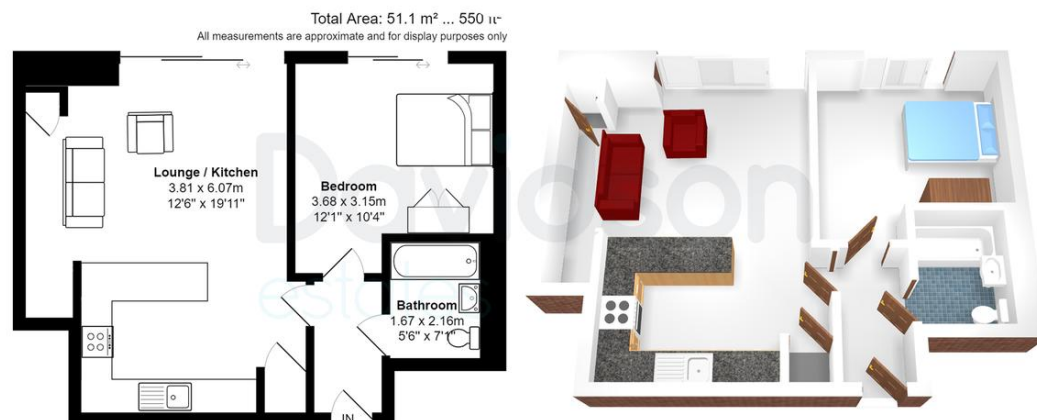 Total Area: 51.1 m² ... 550 ft²
All measurements are approximate and for display purposes only
Lounge / Kitchen
3.81 x 6.07m
12'6" x 19'11"
Bedroom
3.68 x 3.15m
12'1" x 10'4"
Bathroom
1.67 x 2.16m
5'6" x 7'1"
IN
Davidson
estates